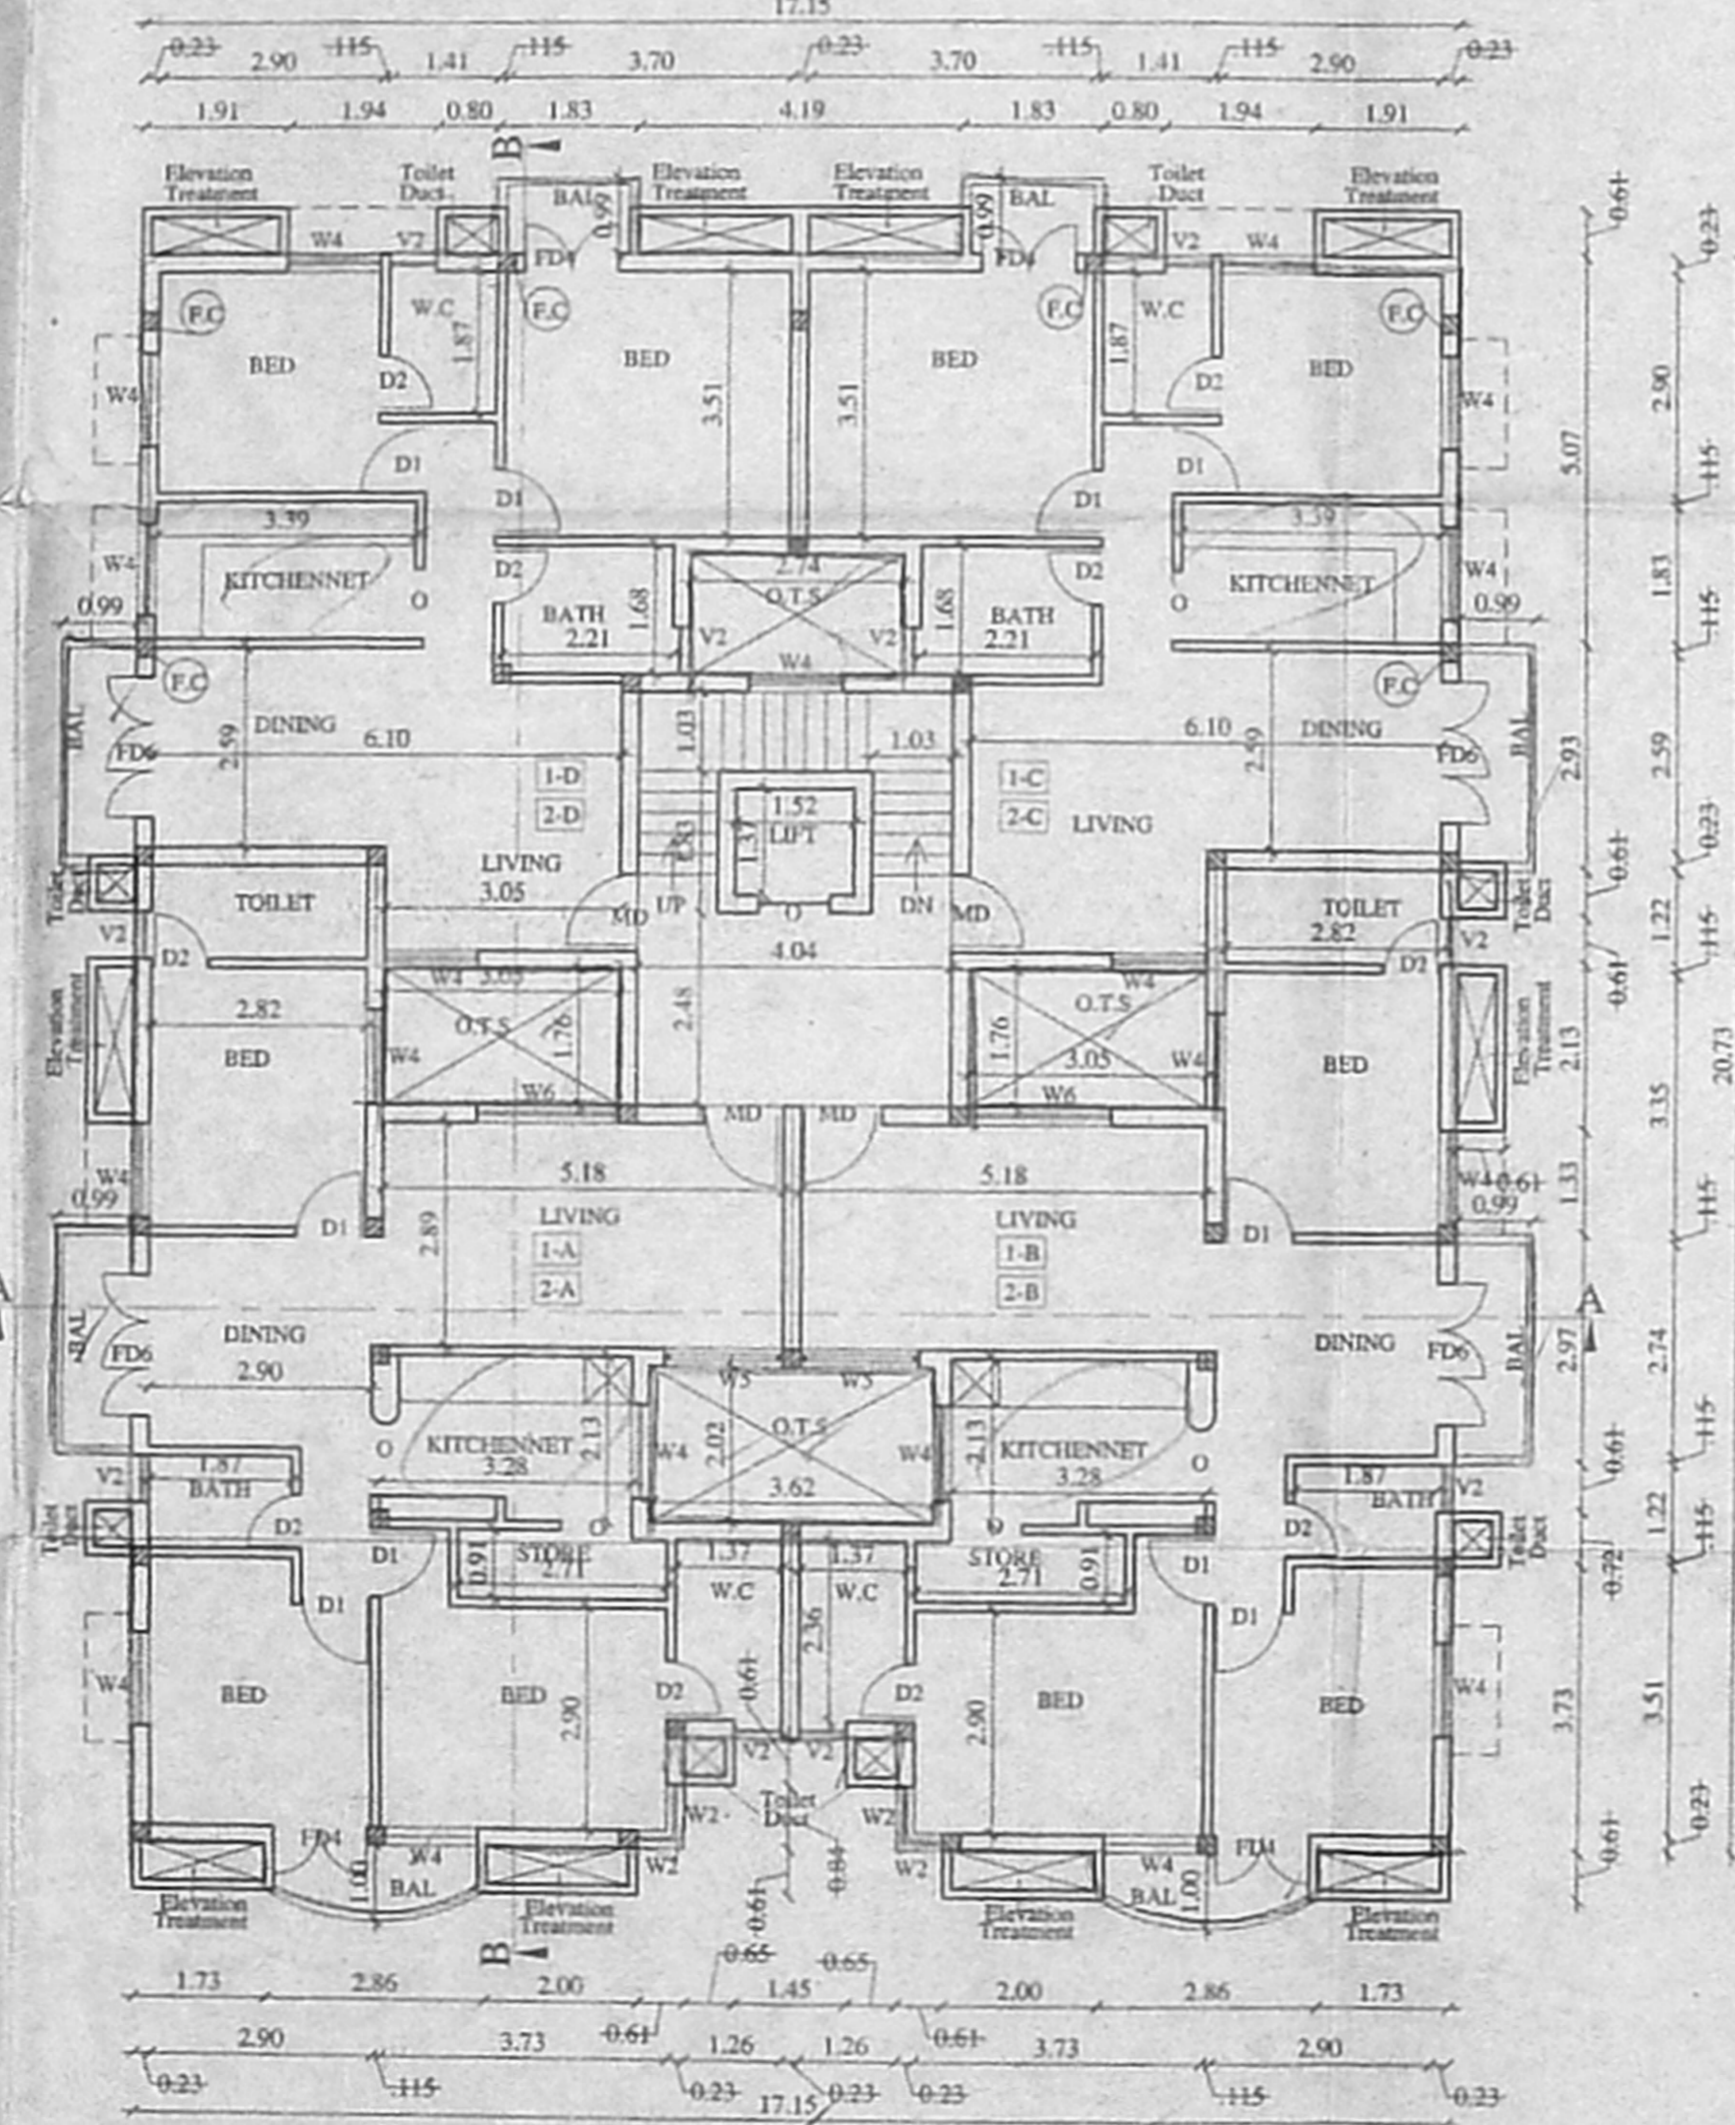 17.15
0.23 .115 .115 0.23 .115 .115 0.23
2.90 1.41 3.70 3.70 1.41 2.90
1.91 1.94 0.80 1.83 4.19 1.83 0.80 1.94 1.91
B
Elevation Treatment
Toilet Duct
BAL
0.99
Elevation Treatment
Elevation Treatment
0.99
BAL
Toilet Duct
Elevation Treatment
0.61
0.23
W4 V2 FD4 FD4 V2 W4
F.C W.C F.C F.C W.C F.C
1.87 1.87
BED BED BED BED
W4 D2 3.51 3.51 D2 W4
2.90
5.07
D1 D1 D1 D1
.115
3.39 3.39
W4 KITCHENNET D2 2.74 D2 KITCHENNET W4
O.T.S
1.83
0.99 O BATH 1.68 1.68 BATH O 0.99
2.21 V2 V2 2.21
W4
.115
F.C F.C
BAL DINING 1.03 DINING BAL
FD6 2.59 6.10 1.03 6.10 2.59 FD6
2.93 2.59
1-D 1-C
2-D 1.52 2-C
LIFT
1.37
LIVING LIVING
3.05
0.23
0.61
Toilet Duct
TOILET MD UP O DN MD TOILET
2.82
Toilet Duct
1.22
V2 D2 4.04 D2 V2
.115
0.61
W4 3.05 W4
Elevation Treatment
2.82 O.T.S 1.76 2.48 O.T.S 1.76 3.05
BED W4 W4 BED
Elevation Treatment
2.13
20.73
3.35
W6 MD MD W6
W4 5.18 5.18 W4 0.61
0.99 0.99
1.33
D1 2.89 LIVING LIVING D1
.115
1-A 1-B
2-A 2-B
A A
BAL DINING DINING BAL
FD6 FD6
2.97 2.74
2.90
W5 W5
O KITCHENNET 2.13 W4 2.02 O.T.S W4 2.13 KITCHENNET O
3.28 3.62 3.28
.115
0.61
V2 1.87 1.87 V2
BATH BATH
Toilet Duct
D2 D2
Toilet Duct
1.22
.115
0.72
D1 0.91 STORE O 1.37 1.37 O STORE 0.91 D1
2.71 W.C W.C 2.71
D1 2.36 D1
W4 BED BED D2 0.61 D2 BED BED W4
2.90 2.90
3.73 3.51
V2 V2
Toilet Duct
W2 W2
0.23
0.61
FD4 W4 W2 W2 W4 FD4
1.00 BAL 0.84 BAL 1.00
Elevation Treatment
Elevation Treatment
0.61
Elevation Treatment
Elevation Treatment
B
0.65 0.65
1.73 2.86 2.00 1.45 2.00 2.86 1.73
0.61 0.61
2.90 3.73 1.26 1.26 3.73 2.90
0.23 .115 0.23 0.23 0.23 .115 0.23
17.15